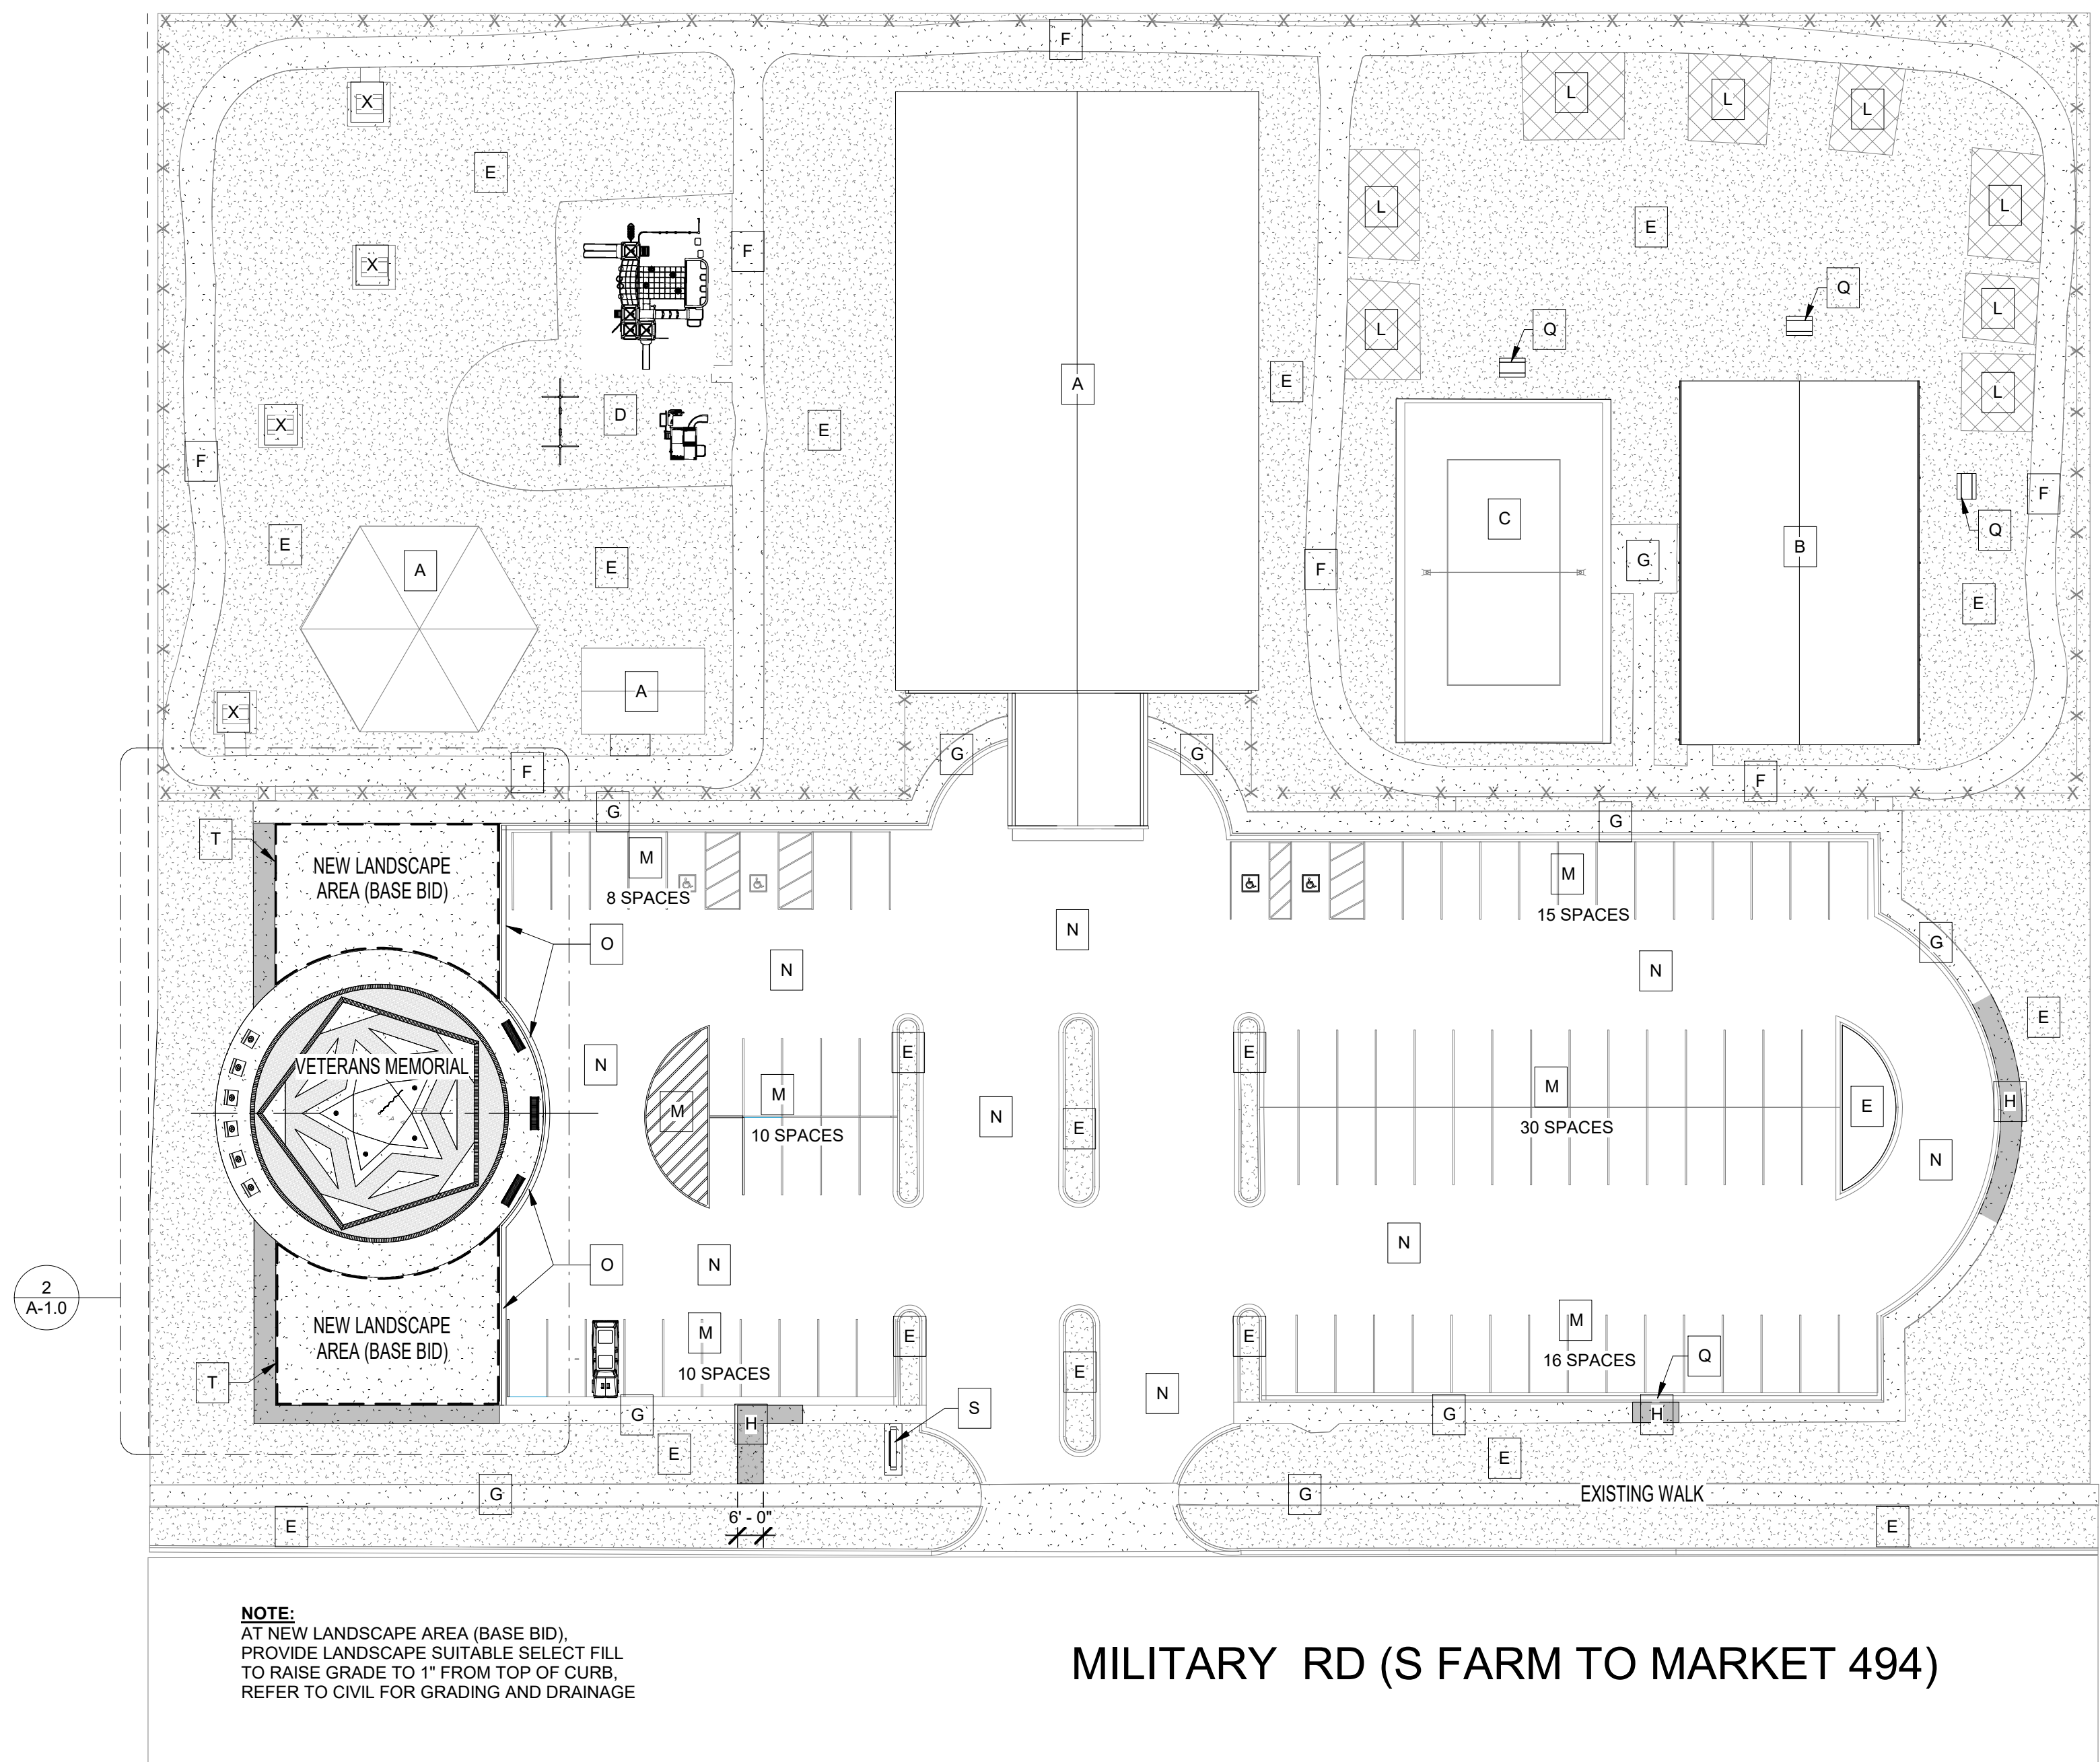 F
X
L
L
L
E
L
L
E
F
X
Q
L
L
Q
A
E
L
D
X
E
F
F
C
Q
E
B
G
A
E
F
E
A
X
G
G
F
F
G
G
T
M
NEW LANDSCAPE
AREA (BASE BID)
M
8 SPACES
15 SPACES
N
O
G
N
N
E
E
E
N
VETERANS MEMORIAL
M
M
E
H
M
N
E
10 SPACES
30 SPACES
N
N
O
N
2
A-1.0
NEW LANDSCAPE
AREA (BASE BID)
M
E
E
M
10 SPACES
16 SPACES
Q
E
T
N
G
H
S
G
H
E
E
G
G
EXISTING WALK
6' - 0"
E
E
NOTE:
AT NEW LANDSCAPE AREA (BASE BID),
PROVIDE LANDSCAPE SUITABLE SELECT FILL
TO RAISE GRADE TO 1" FROM TOP OF CURB,
REFER TO CIVIL FOR GRADING AND DRAINAGE
MILITARY RD (S FARM TO MARKET 494)